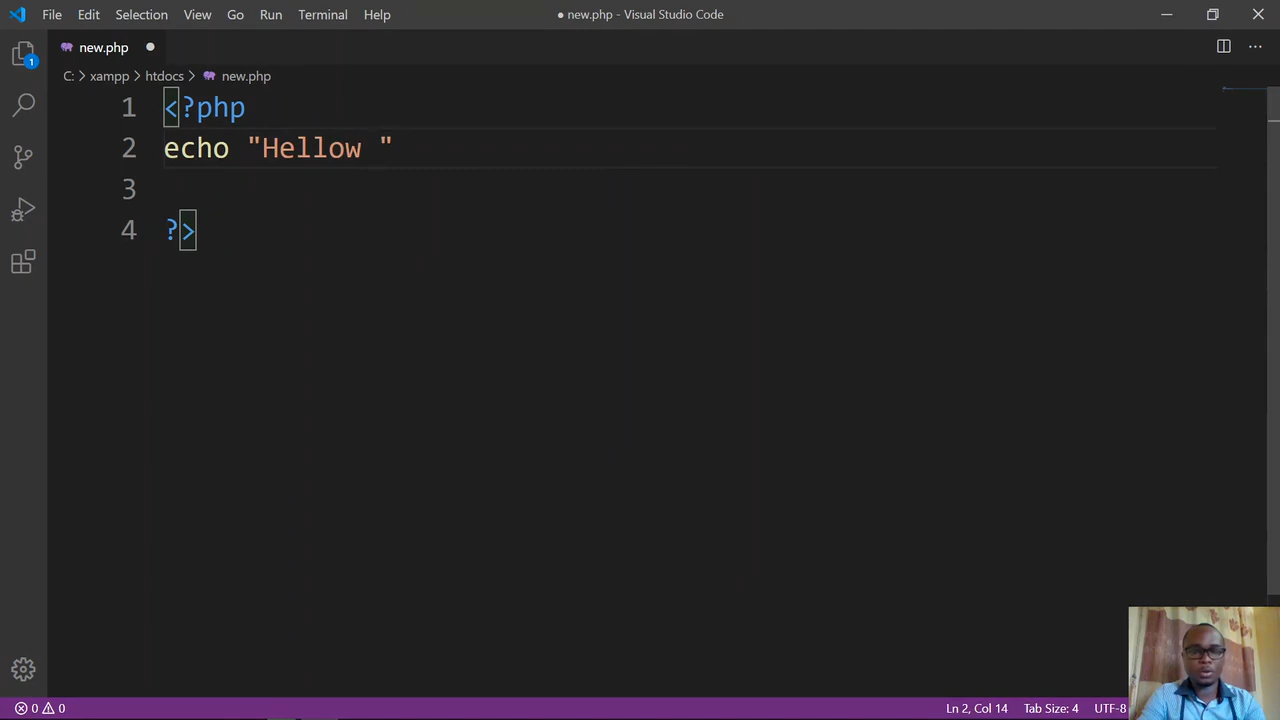 File Edit Selection View Go Run Terminal Help ● new.php - Visual Studio Code
new.php ●
C: > xampp > htdocs > new.php
1 <?php
2 echo "Hellow "
3
4 ?>
1
0 0 Ln 2, Col 14 Tab Size: 4 UTF-8